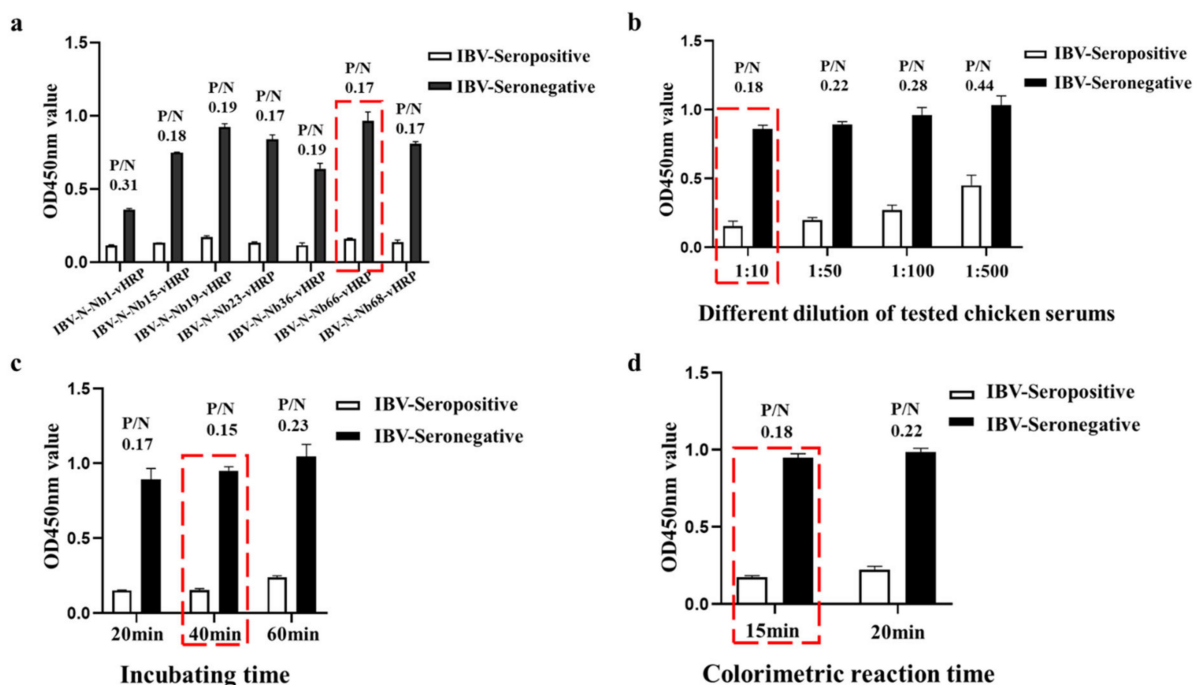 a
1.5
1.0
0.5
0.0
OD450nm value
IBV-Seropositive
IBV-Seronegative
P/N
0.31
P/N
0.18
P/N
0.19
P/N
0.17
P/N
0.19
P/N
0.17
P/N
0.17
IBV-N-Nb1-vHRP
IBV-N-Nb15-vHRP
IBV-N-Nb19-vHRP
IBV-N-Nb23-vHRP
IBV-N-Nb36-vHRP
IBV-N-Nb66-vHRP
IBV-N-Nb68-vHRP
b
1.5
1.0
0.5
0.0
OD450nm value
IBV-Seropositive
IBV-Seronegative
P/N
0.18
P/N
0.22
P/N
0.28
P/N
0.44
1:10
1:50
1:100
1:500
Different dilution of tested chicken serums
c
1.5
1.0
0.5
0.0
OD450nm value
IBV-Seropositive
IBV-Seronegative
P/N
0.17
P/N
0.15
P/N
0.23
20min
40min
60min
Incubating time
d
1.5
1.0
0.5
0.0
OD450nm value
IBV-Seropositive
IBV-Seronegative
P/N
0.18
P/N
0.22
15min
20min
Colorimetric reaction time